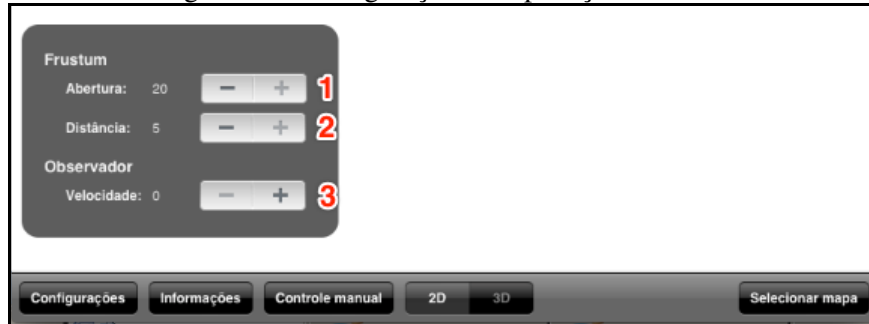 Frustum
Abertura: 20 − + 1
Distância: 5 − + 2
Observador
Velocidade: 0 − + 3
Configurações Informações Controle manual 2D 3D Selecionar mapa